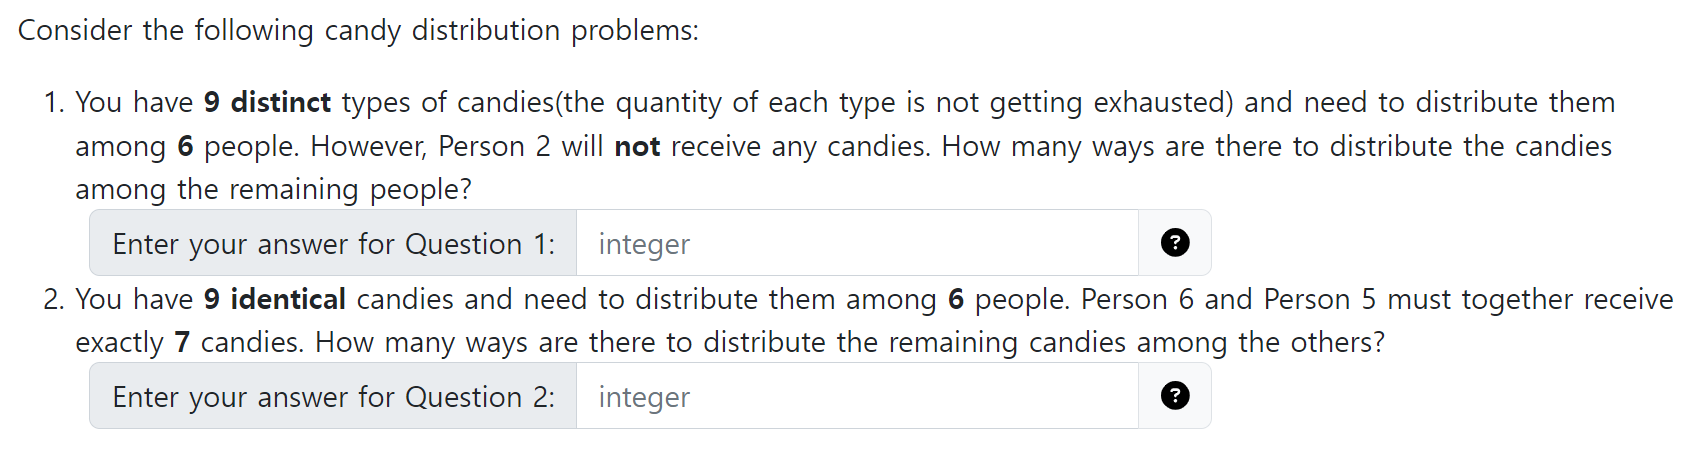 Consider the following candy distribution problems:
1. You have 9 distinct types of candies(the quantity of each type is not getting exhausted) and need to distribute them
among 6 people. However, Person 2 will not receive any candies. How many ways are there to distribute the candies
among the remaining people?
Enter your answer for Question 1: integer ?
2. You have 9 identical candies and need to distribute them among 6 people. Person 6 and Person 5 must together receive
exactly 7 candies. How many ways are there to distribute the remaining candies among the others?
Enter your answer for Question 2: integer ?